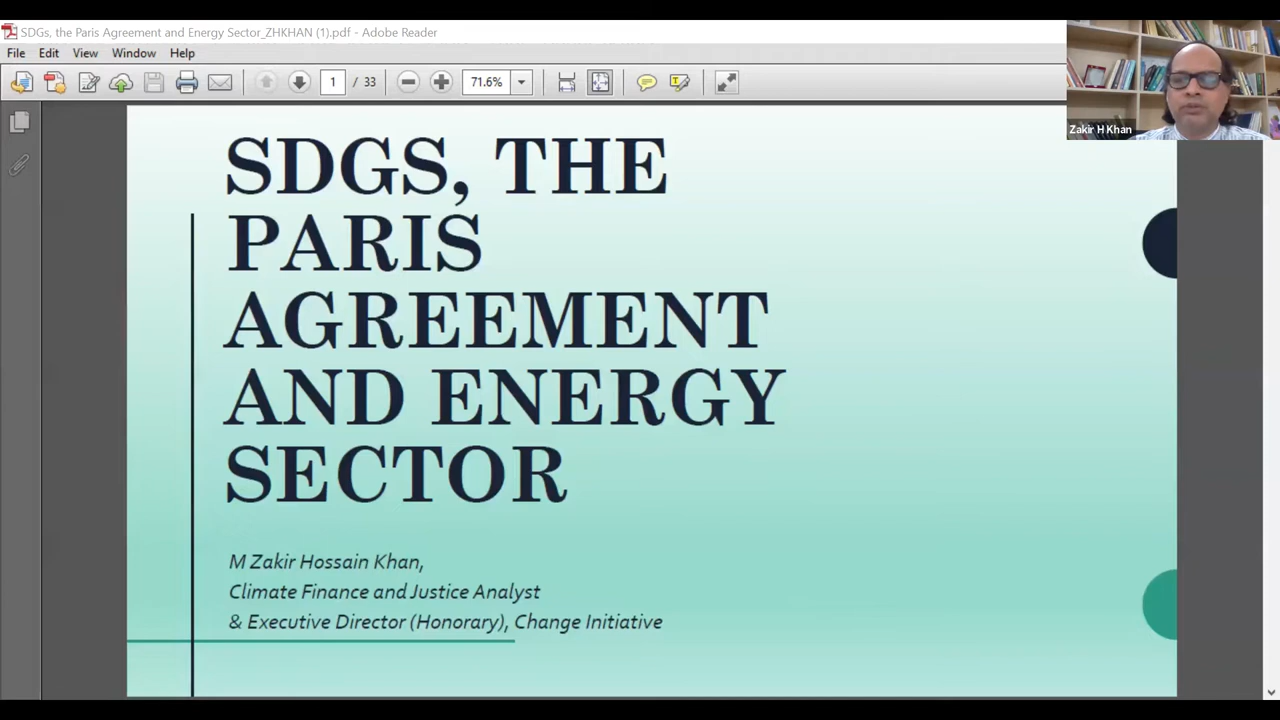 SDGs, the Paris Agreement and Energy Sector_ZHKHAN (1).pdf - Adobe Reader
File Edit View Window Help
1 / 33 71.6%
Zakir H Khan
SDGS, THE
PARIS
AGREEMENT
AND ENERGY
SECTOR
M Zakir Hossain Khan,
Climate Finance and Justice Analyst
& Executive Director (Honorary), Change Initiative